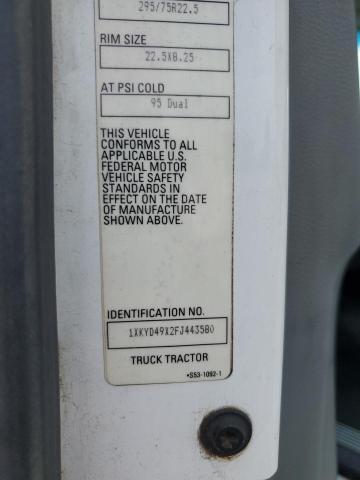 295/75R22.5
RIM SIZE
22.5X8.25
AT PSI COLD
95 Dual
THIS VEHICLE
CONFORMS TO ALL
APPLICABLE U.S.
FEDERAL MOTOR
VEHICLE SAFETY
STANDARDS IN
EFFECT ON THE DATE
OF MANUFACTURE
SHOWN ABOVE.
IDENTIFICATION NO.
1XKYD49X2FJ443580
TRUCK TRACTOR
•S53-1092-1